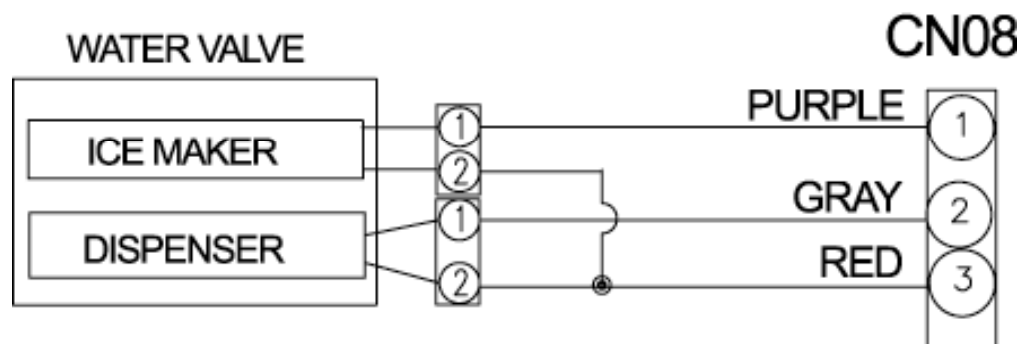 CN08
WATER VALVE
PURPLE
ICE MAKER
1
1
2
GRAY
DISPENSER
1
2
RED
2
3